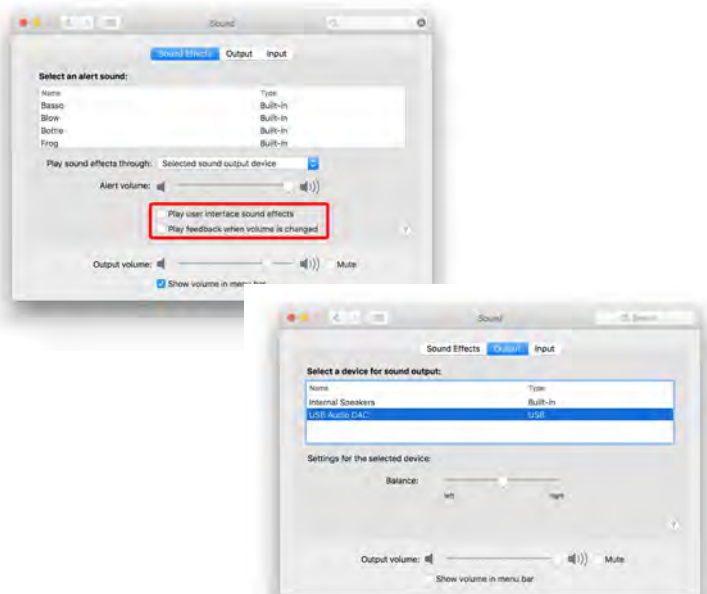 Sound
Sound Effects Output Input
Select an alert sound:
Name Type
Basso Built-in
Blow Built-in
Bottle Built-in
Frog Built-in
Play sound effects through: Selected sound output device
Alert volume:
Play user interface sound effects
Play feedback when volume is changed
?
Output volume: Mute
Show volume in menu bar
Sound
Search
Sound Effects Output Input
Select a device for sound output:
Name Type
Internal Speakers Built-in
USB Audio DAC USB
Settings for the selected device:
Balance:
left right
?
Output volume: Mute
Show volume in menu bar